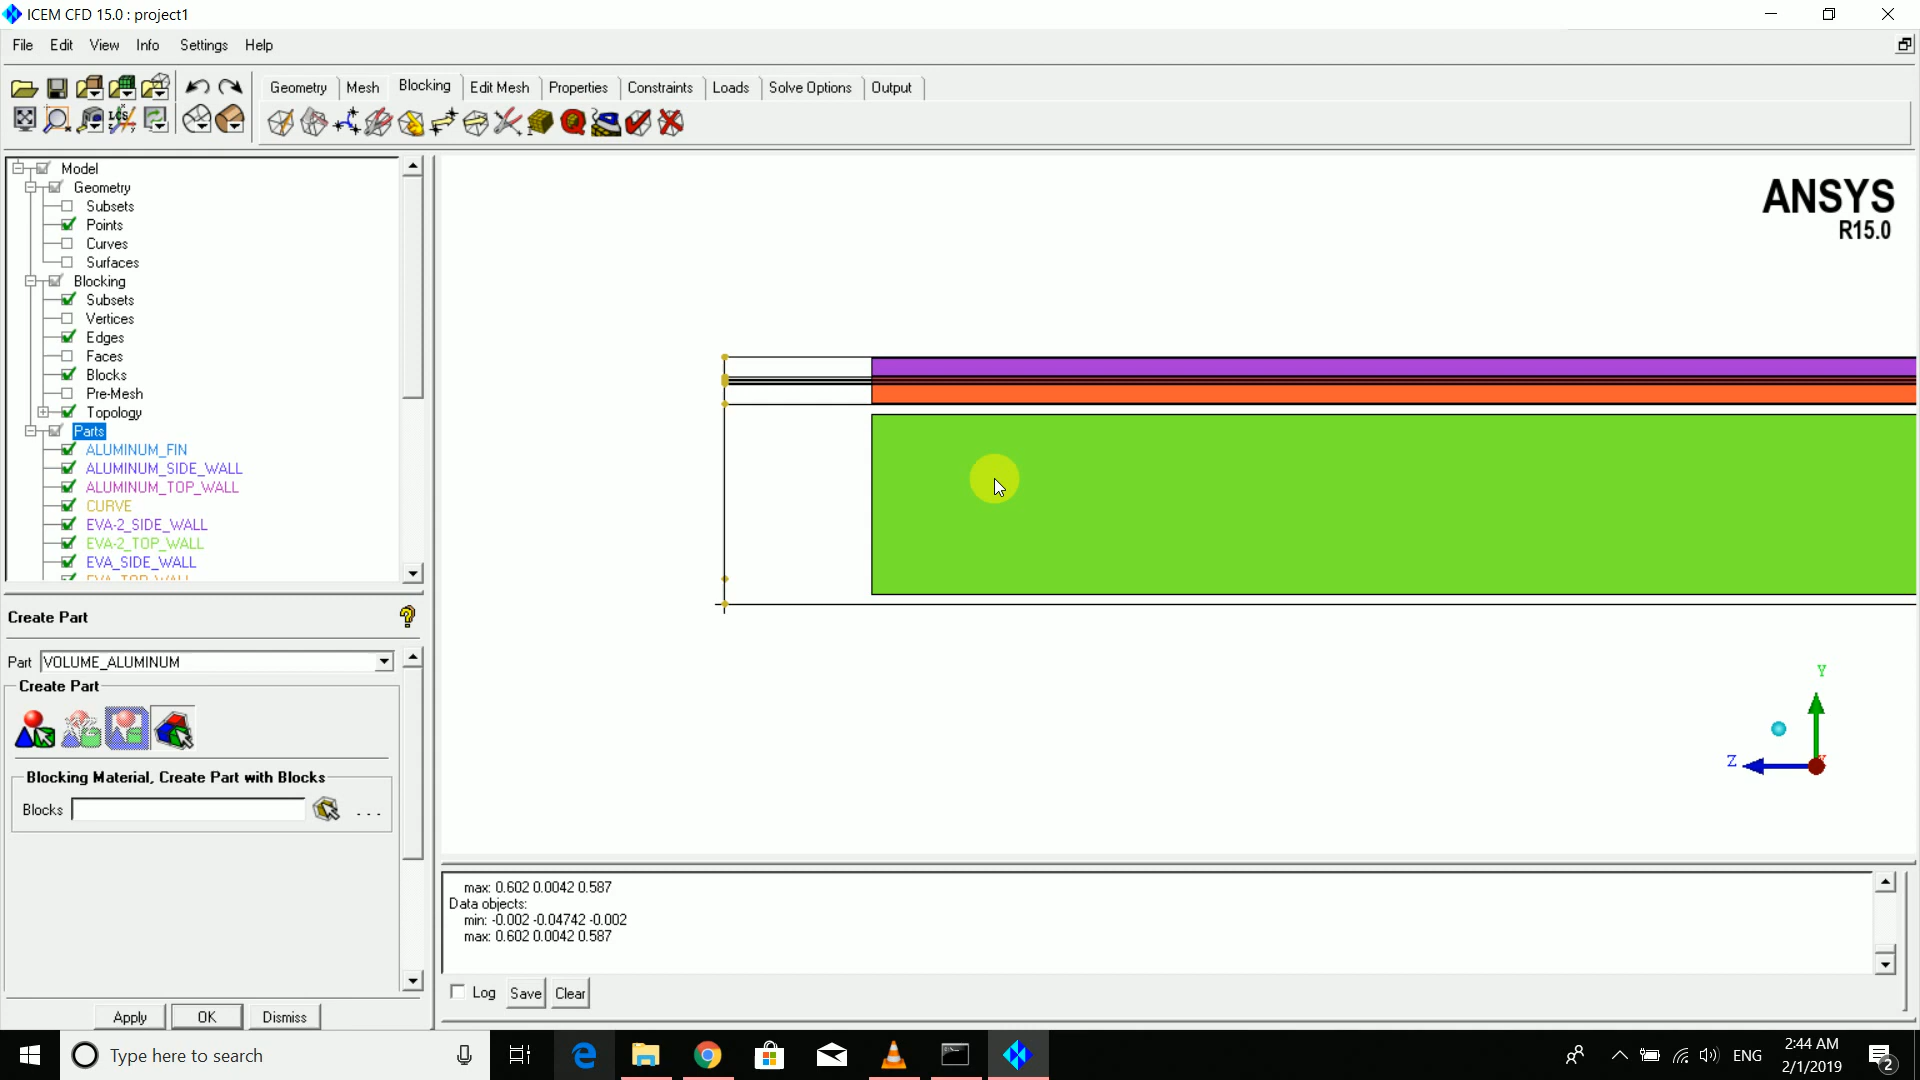 ICEM CFD 15.0 : project1
File Edit View Info Settings Help
Geometry Mesh Blocking Edit Mesh Properties Constraints Loads Solve Options Output
Model
Geometry
Subsets
Points
Curves
Surfaces
Blocking
Subsets
Vertices
Edges
Faces
Blocks
Pre-Mesh
Topology
Parts
ALUMINUM_FIN
ALUMINUM_SIDE_WALL
ALUMINUM_TOP_WALL
CURVE
EVA-2_SIDE_WALL
EVA-2_TOP_WALL
EVA_SIDE_WALL
EVA_TOP_WALL
ANSYS
R15.0
Y
Z
Create Part
Part VOLUME_ALUMINUM
Create Part
Blocking Material, Create Part with Blocks
Blocks ...
Apply OK Dismiss
max: 0.602 0.0042 0.587
Data objects:
min: -0.002 -0.04742 -0.002
max: 0.602 0.0042 0.587
Log Save Clear
Type here to search
ENG
2:44 AM
2/1/2019
2